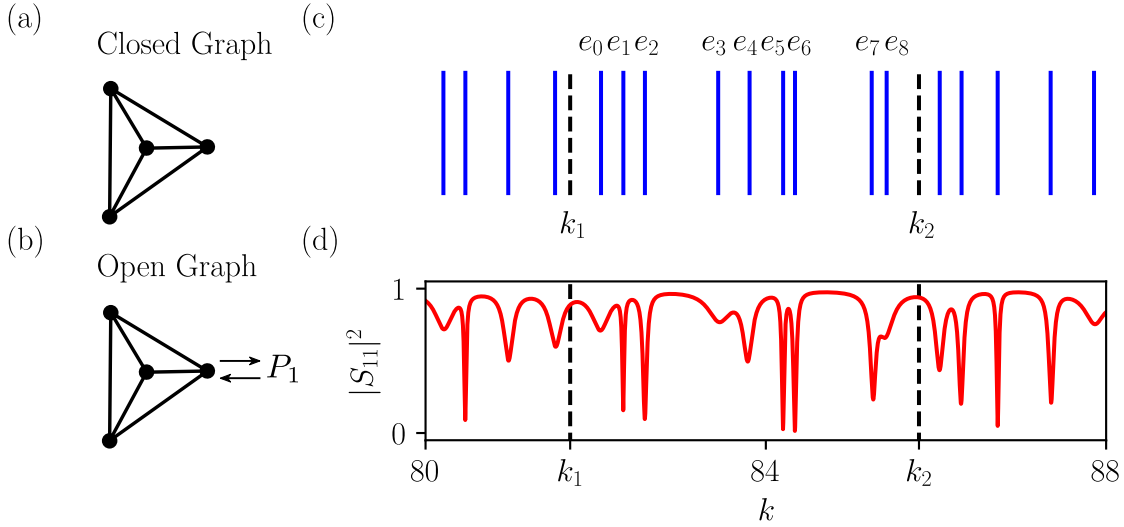 (a)
Closed Graph
(b)
Open Graph
P₁
(c)
e₀ e₁ e₂ e₃ e₄ e₅ e₆ e₇ e₈
k₁ k₂
(d)
|S₁₁|²
1
0
80 k₁ 84 k₂ 88
k